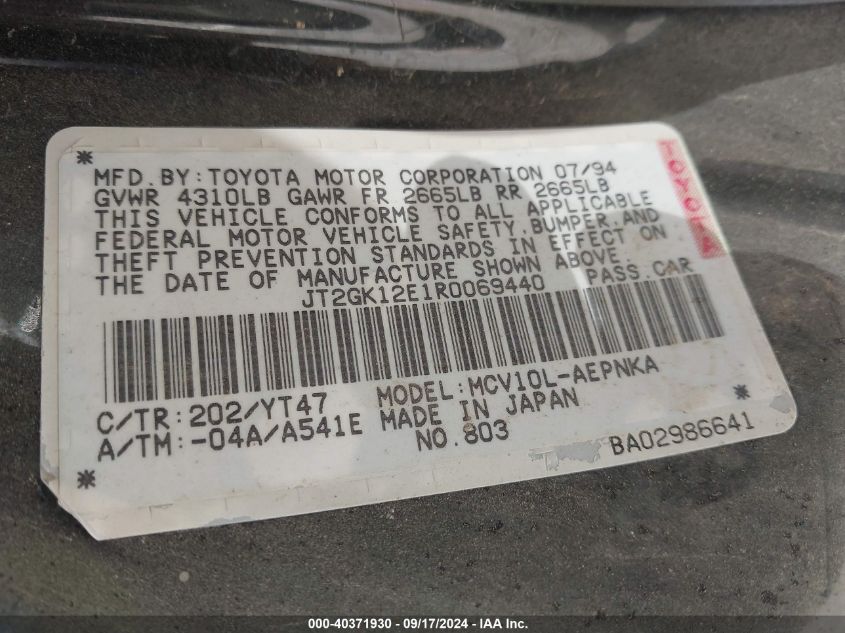 MFD.BY:TOYOTA MOTOR CORPORATION 07/94
GVWR 4310LB GAWR FR 2665LB RR 2665LB
THIS VEHICLE CONFORMS TO ALL APPLICABLE
FEDERAL MOTOR VEHICLE SAFETY,BUMPER,AND
THEFT PREVENTION STANDARDS IN EFFECT ON
THE DATE OF MANUFACTURE SHOWN ABOVE.
JT2GK12E1R0069440 PASS.CAR
TOYOTA
C/TR:202/YT47 MODEL:MCV10L-AEPNKA
A/TM:-04A/A541E MADE IN JAPAN
NO.803 BA02986641
000-40371930 - 09/17/2024 - IAA Inc.